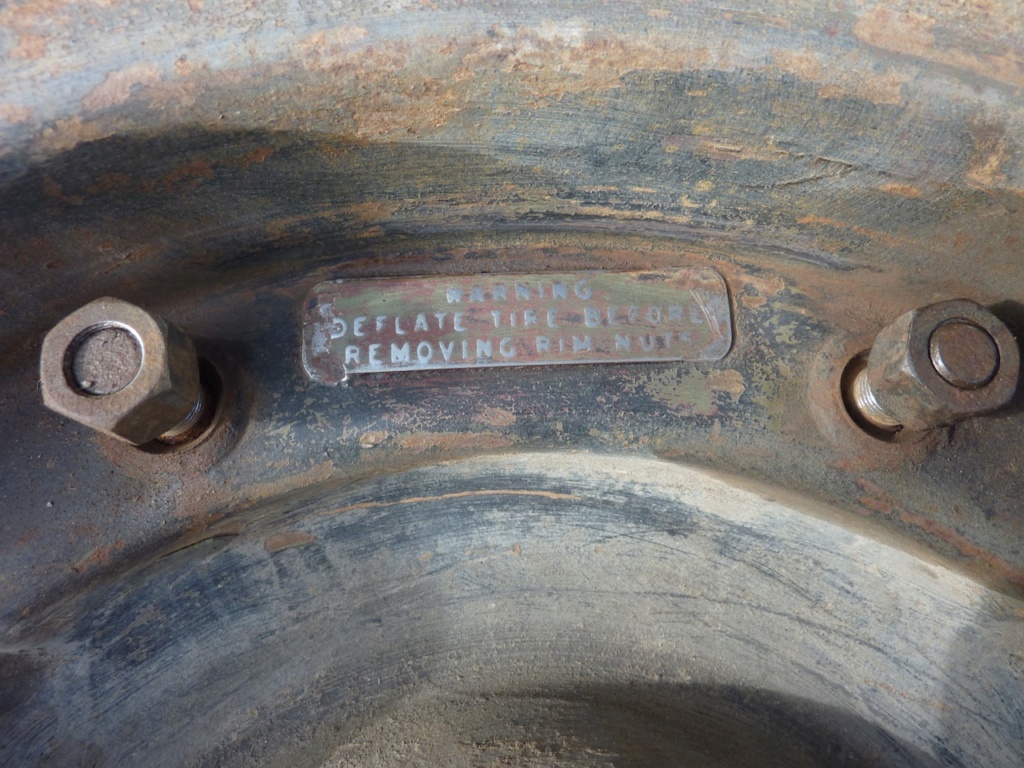 WARNING
DEFLATE TIRE BEFORE
REMOVING RIM NUTS